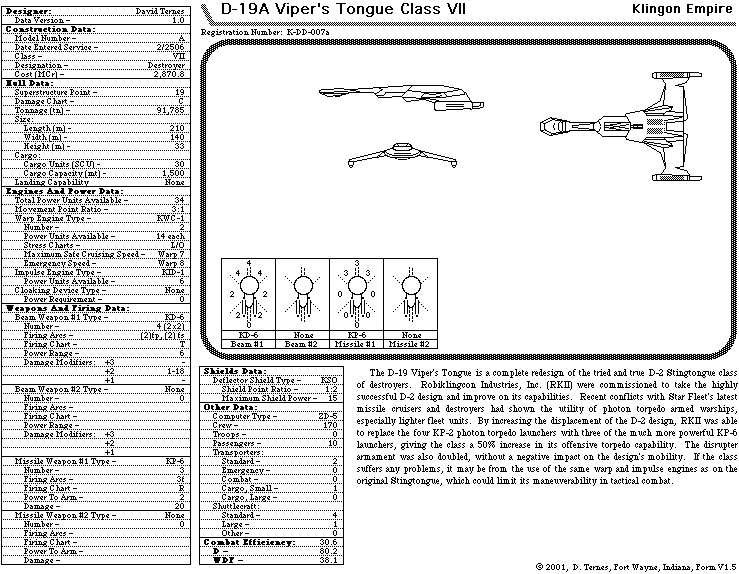 D-19A Viper's Tongue Class VII
Klingon Empire
Registration Number: K-DD-007a
Designer: David Ternes
Data Version - 1.0
Construction Data:
Model Number - A
Date Entered Service - 2/2506
Class - VII
Designation - Destroyer
Cost (MCr) - 2,870.8
Hull Data:
Superstructure Point - 19
Damage Chart - C
Tonnage (tn) - 91,785
Size:
Length (m) - 210
Width (m) - 140
Height (m) - 33
Cargo:
Cargo Units (SCU) - 30
Cargo Capacity (mt) - 1,500
Landing Capability None
Engines And Power Data:
Total Power Units Available - 34
Movement Point Ratio - 3:1
Warp Engine Type - KWC-1
Number - 2
Power Units Available - 14 each
Stress Charts - L/O
Maximum Safe Cruising Speed - Warp 7
Emergency Speed - Warp 8
Impulse Engine Type - KID-1
Power Units Available - 6
Cloaking Device Type - None
Power Requirement - 0
Weapons And Firing Data:
Beam Weapon #1 Type - KD-6
Number - 4 (2x2)
Firing Arcs - (2)f/p, (2)f/s
Firing Chart - T
Power Range - 6
Damage Modifiers: +3 -
+2 1-18
+1 -
Beam Weapon #2 Type - None
Number - 0
Firing Arcs -
Firing Chart -
Power Range -
Damage Modifiers: +3
+2
+1
Missile Weapon #1 Type - KP-6
Number - 3
Firing Arcs - 3f
Firing Chart - R
Power To Arm - 2
Damage - 20
Missile Weapon #2 Type - None
Number - 0
Firing Arcs -
Firing Chart -
Power To Arm -
Damage -
4 3
4 4 3 3
2 2 0 0
2 2 0 0
0 0
KD-6 None KP-6 None
Beam #1 Beam #2 Missile #1 Missile #2
Shields Data:
Deflector Shield Type - KSO
Shield Point Ratio - 1:2
Maximum Shield Power - 15
Other Data:
Computer Type - ZD-5
Crew - 170
Troops - 0
Passengers - 10
Transporters:
Standard - 2
Emergency - 0
Combat - 0
Cargo, Small - 1
Cargo, Large - 0
Shuttlecraft:
Standard - 4
Large - 1
Other - 0
Combat Efficiency: 30.6
D - 80.2
WDF - 38.1
The D-19 Viper's Tongue is a complete redesign of the tried and true D-2 Stingtongue class
of destroyers. Robiklingcon Industries, Inc. (RKII) were commissioned to take the highly
successful D-2 design and improve on its capabilities. Recent conflicts with Star Fleet's latest
missile cruisers and destroyers had shown the utility of photon torpedo armed warships,
especially lighter fleet units. By increasing the displacement of the D-2 design, RKII was able
to replace the four KP-2 photon torpedo launchers with three of the much more powerful KP-6
launchers, giving the class a 50% increase in its offensive torpedo capability. The disrupter
armament was also doubled, without a negative impact on the design's mobility. If the class
suffers any problems, it may be from the use of the same warp and impulse engines as on the
original Stingtongue, which could limit its maneuverability in tactical combat.
© 2001, D. Ternes, Fort Wayne, Indiana, Form V1.5